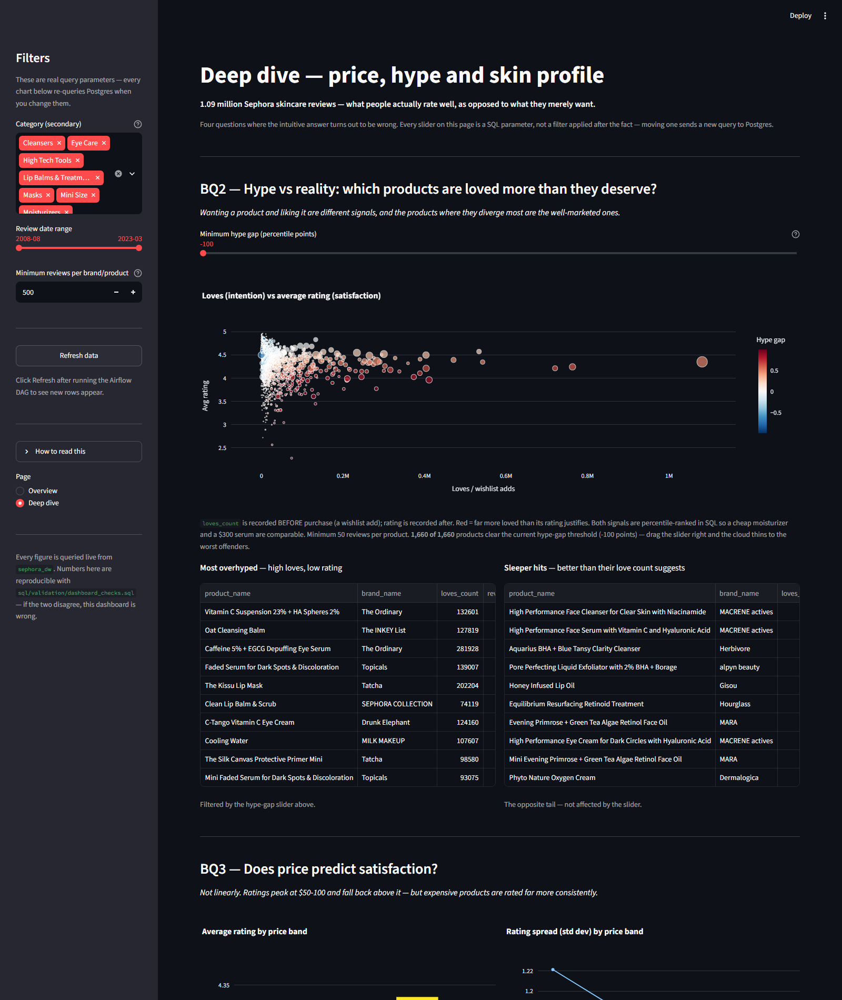 Deploy
Filters
These are real query parameters — every
chart below re-queries Postgres when
you change them.
Category (secondary)
Cleansers
Eye Care
High Tech Tools
Lip Balms & Treatm...
Masks
Mini Size
Moisturizers
Review date range
2008-08
2023-03
Minimum reviews per brand/product
500
Refresh data
Click Refresh after running the Airflow
DAG to see new rows appear.
How to read this
Page
Overview
Deep dive
Every figure is queried live from
sephora_dw. Numbers here are
reproducible with
sql/validation/dashboard_checks.sql
— if the two disagree, this dashboard is
wrong.
Deep dive — price, hype and skin profile
1.09 million Sephora skincare reviews — what people actually rate well, as opposed to what they merely want.
Four questions where the intuitive answer turns out to be wrong. Every slider on this page is a SQL parameter, not a filter applied after the fact — moving one sends a new query to Postgres.
BQ2 — Hype vs reality: which products are loved more than they deserve?
Wanting a product and liking it are different signals, and the products where they diverge most are the well-marketed ones.
Minimum hype gap (percentile points)
-100
Loves (intention) vs average rating (satisfaction)
5
4.5
4
3.5
3
2.5
Avg rating
0
0.2M
0.4M
0.6M
0.8M
1M
Loves / wishlist adds
Hype gap
0.5
0
−0.5
loves_count is recorded BEFORE purchase (a wishlist add); rating is recorded after. Red = far more loved than its rating justifies. Both signals are percentile-ranked in SQL so a cheap moisturizer
and a $300 serum are comparable. Minimum 50 reviews per product. 1,660 of 1,660 products clear the current hype-gap threshold (-100 points) — drag the slider right and the cloud thins to the
worst offenders.
Most overhyped — high loves, low rating
product_name brand_name loves_count rev
Vitamin C Suspension 23% + HA Spheres 2% The Ordinary 132601
Oat Cleansing Balm The INKEY List 127819
Caffeine 5% + EGCG Depuffing Eye Serum The Ordinary 281928
Faded Serum for Dark Spots & Discoloration Topicals 139007
The Kissu Lip Mask Tatcha 202204
Clean Lip Balm & Scrub SEPHORA COLLECTION 74119
C-Tango Vitamin C Eye Cream Drunk Elephant 124160
Cooling Water MILK MAKEUP 107607
The Silk Canvas Protective Primer Mini Tatcha 98580
Mini Faded Serum for Dark Spots & Discoloration Topicals 93075
Filtered by the hype-gap slider above.
Sleeper hits — better than their love count suggests
product_name brand_name loves_
High Performance Face Cleanser for Clear Skin with Niacinamide MACRENE actives
High Performance Face Serum with Vitamin C and Hyaluronic Acid MACRENE actives
Aquarius BHA + Blue Tansy Clarity Cleanser Herbivore
Pore Perfecting Liquid Exfoliator with 2% BHA + Borage alpyn beauty
Honey Infused Lip Oil Gisou
Equilibrium Resurfacing Retinoid Treatment Hourglass
Evening Primrose + Green Tea Algae Retinol Face Oil MARA
High Performance Eye Cream for Dark Circles with Hyaluronic Acid MACRENE actives
Mini Evening Primrose + Green Tea Algae Retinol Face Oil MARA
Phyto Nature Oxygen Cream Dermalogica
The opposite tail — not affected by the slider.
BQ3 — Does price predict satisfaction?
Not linearly. Ratings peak at $50-100 and fall back above it — but expensive products are rated far more consistently.
Average rating by price band
4.35
Rating spread (std dev) by price band
1.22
1.2